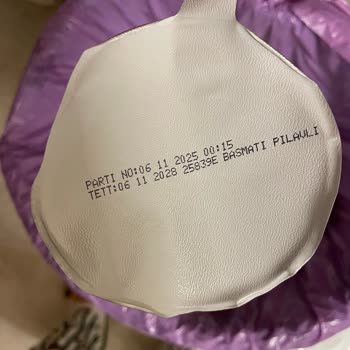 PARTI NO:06 11 2025 00:15
TETT:06 11 2028 25839E BASMATI PILAVLI